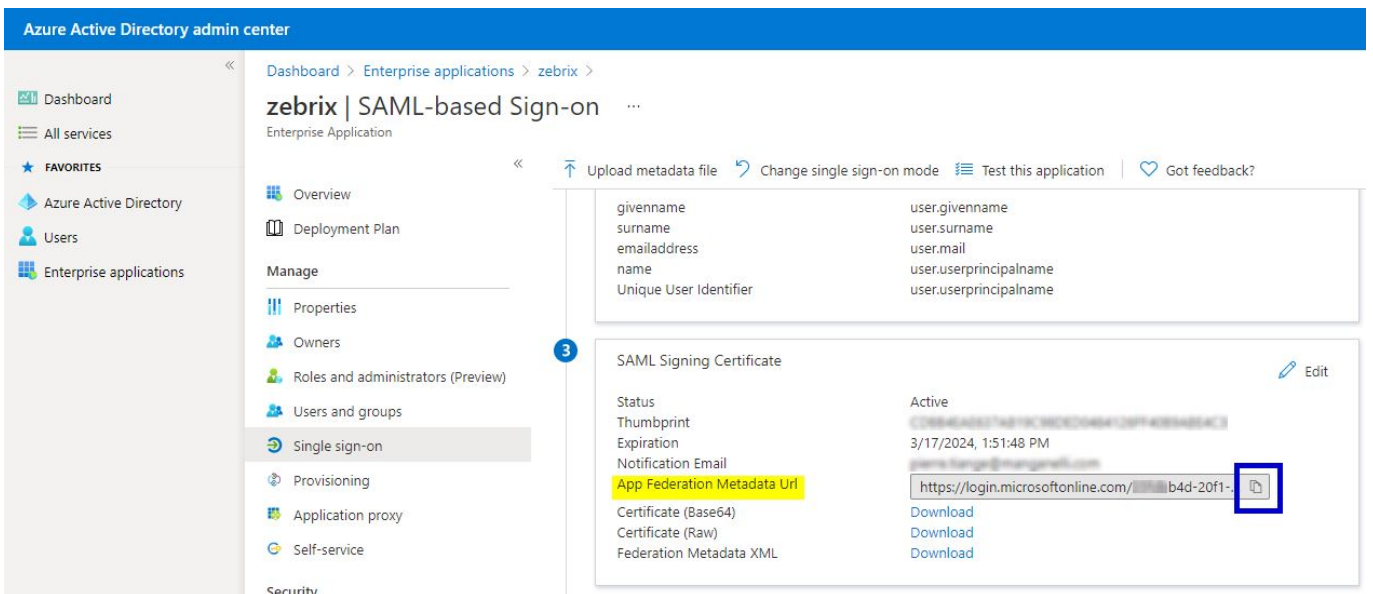 Azure Active Directory admin center
«
Dashboard
All services
FAVORITES
Azure Active Directory
Users
Enterprise applications
Dashboard > Enterprise applications > zebrix >
zebrix | SAML-based Sign-on ...
Enterprise Application
«
Overview
Deployment Plan
Manage
Properties
Owners
Roles and administrators (Preview)
Users and groups
Single sign-on
Provisioning
Application proxy
Self-service
Security
Upload metadata file Change single sign-on mode Test this application Got feedback?
givenname user.givenname
surname user.surname
emailaddress user.mail
name user.userprincipalname
Unique User Identifier user.userprincipalname
3
SAML Signing Certificate
Edit
Status Active
Thumbprint
Expiration 3/17/2024, 1:51:48 PM
Notification Email
App Federation Metadata Url https://login.microsoftonline.com/ b4d-20f1-...
Certificate (Base64) Download
Certificate (Raw) Download
Federation Metadata XML Download